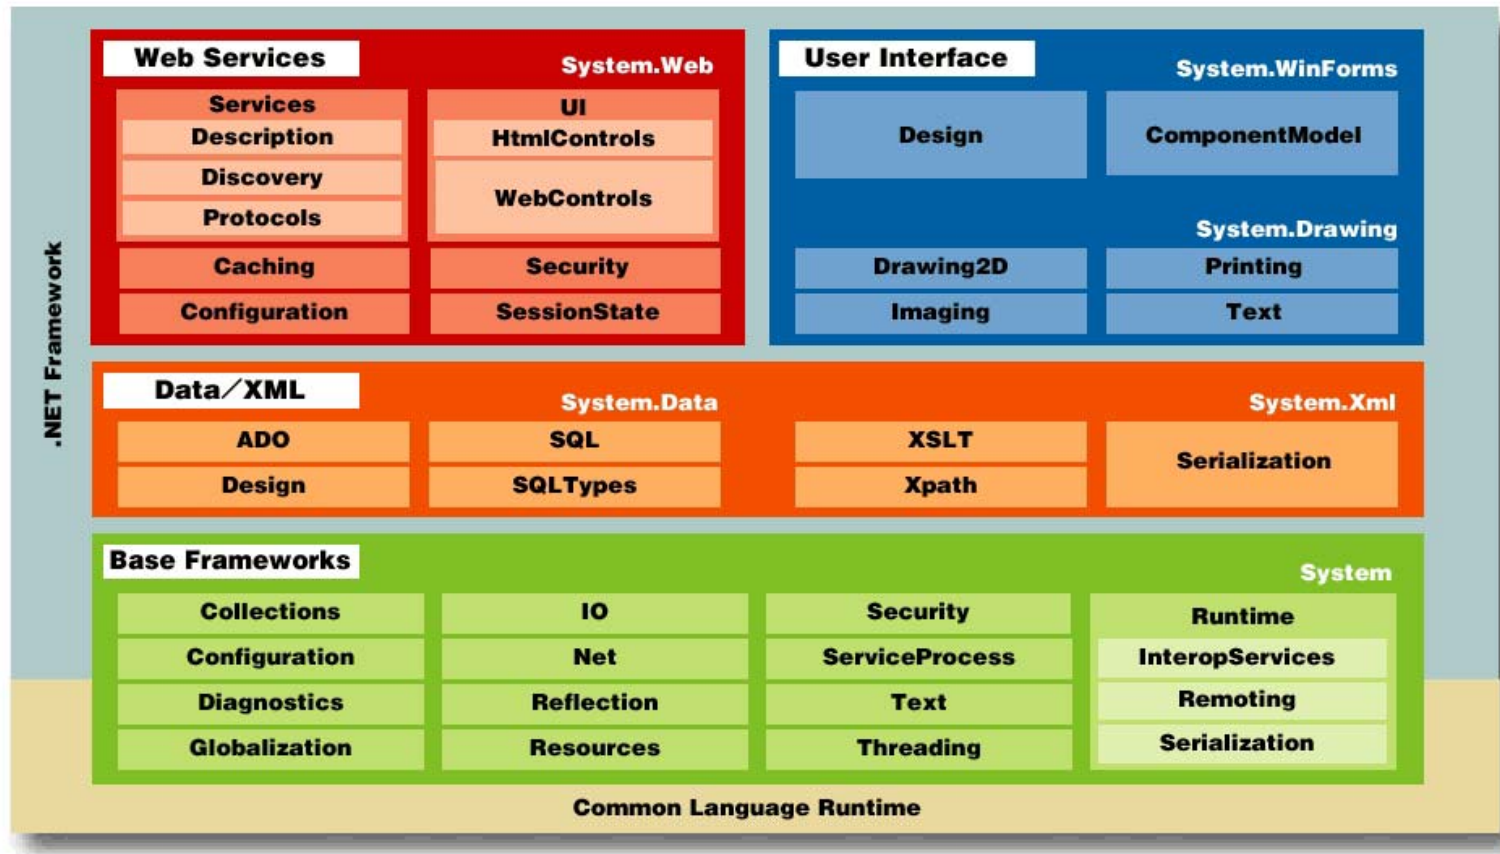 Web Services
System.Web
Services
Description
Discovery
Protocols
UI
HtmlControls
WebControls
Caching
Security
Configuration
SessionState
User Interface
System.WinForms
Design
ComponentModel
System.Drawing
Drawing2D
Printing
Imaging
Text
.NET Framework
Data/XML
System.Data
System.Xml
ADO
SQL
XSLT
Serialization
Design
SQLTypes
Xpath
Base Frameworks
System
Collections
IO
Security
Runtime
Configuration
Net
ServiceProcess
InteropServices
Diagnostics
Reflection
Text
Remoting
Globalization
Resources
Threading
Serialization
Common Language Runtime